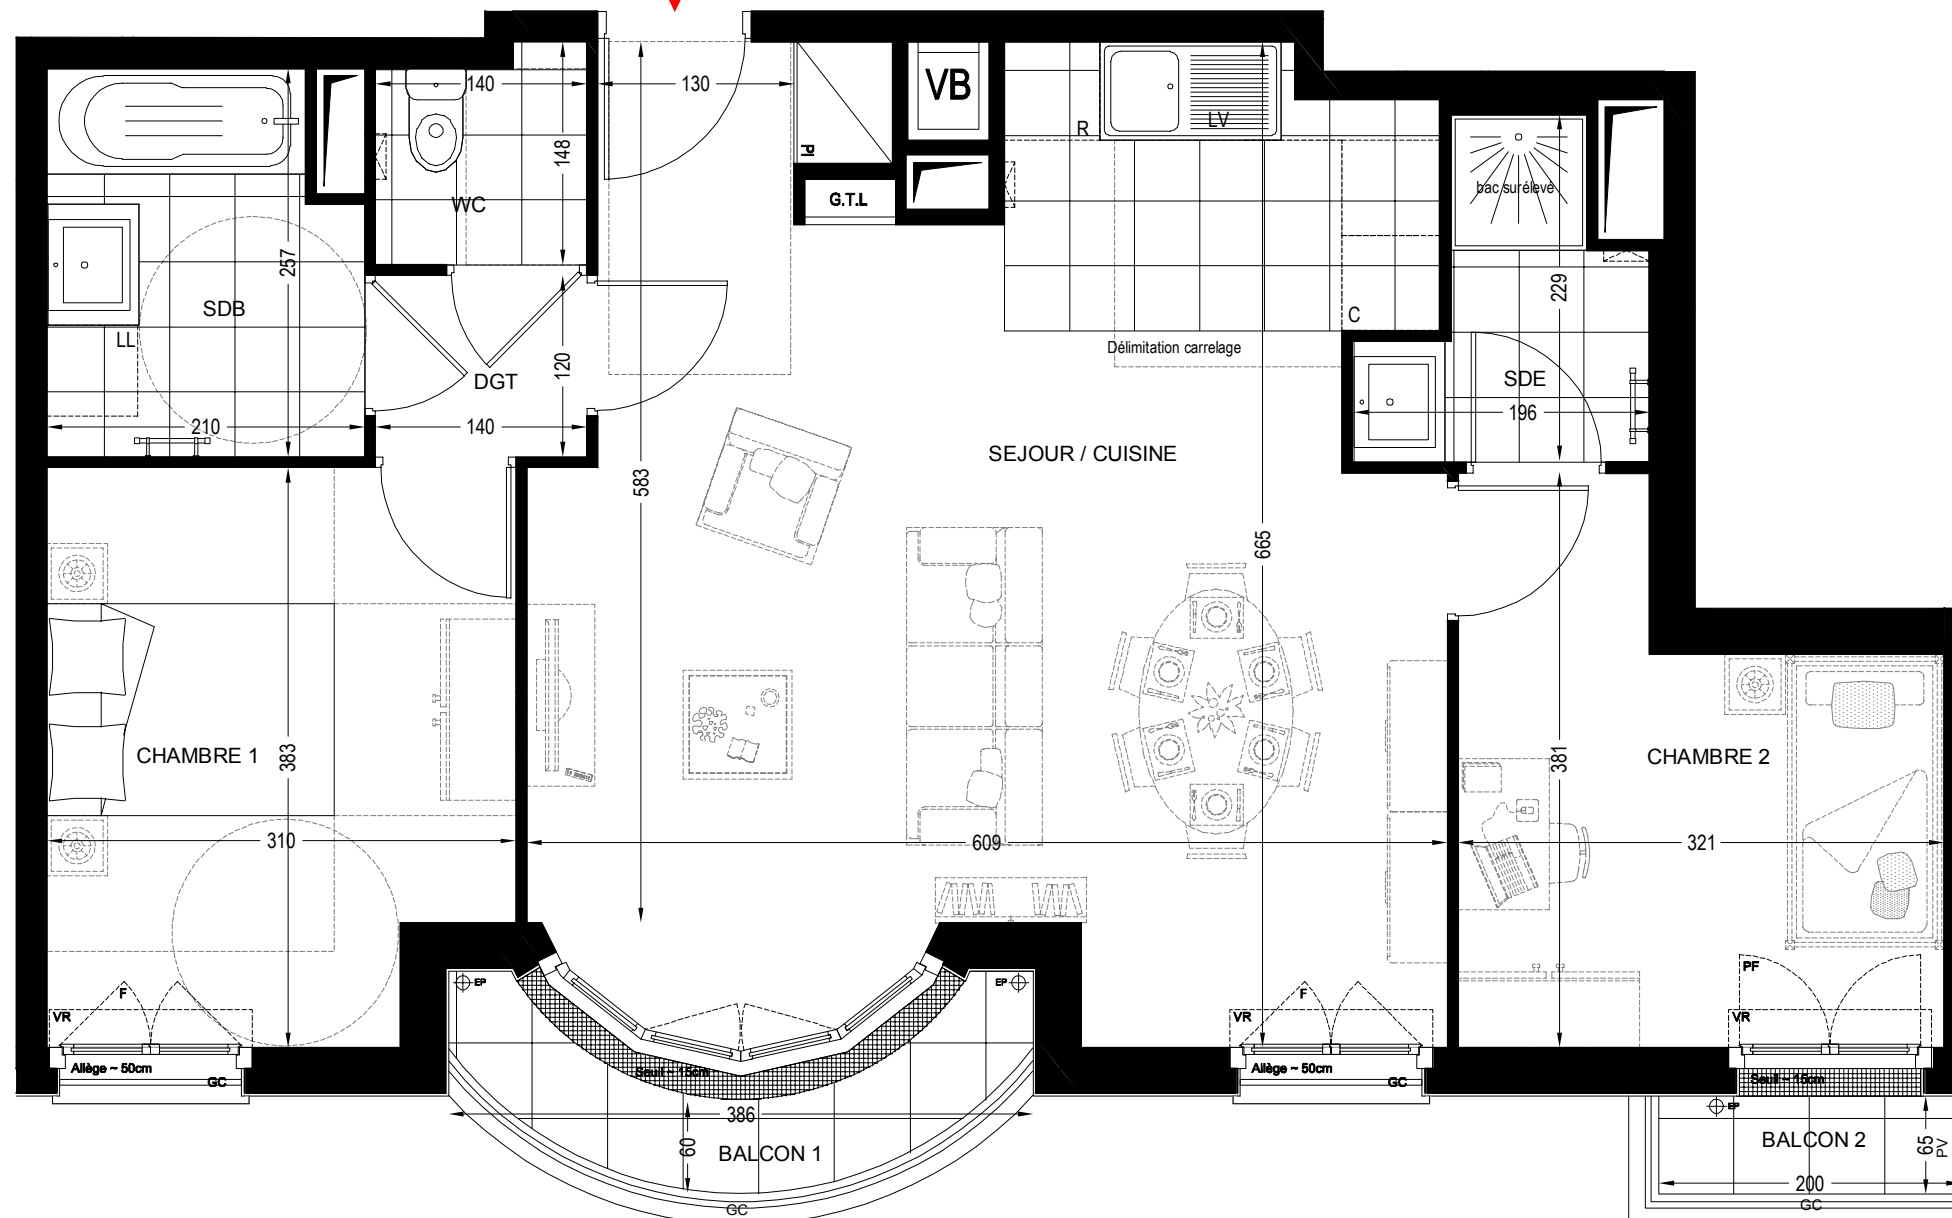 140
130
VB
R
LV
PI
148
WC
G.T.L
bac surélevé
257
SDB
229
LL
C
Délimitation carrelage
120
DGT
SDE
196
210
140
SEJOUR / CUISINE
583
665
CHAMBRE 1
383
381
CHAMBRE 2
310
609
321
F
VR
EP
EP
F
VR
PF
VR
Allège ~ 50cm
GC
Seuil ~ 15cm
Allège ~ 50cm
GC
Seuil ~ 15cm
386
EP
60
BALCON 1
BALCON 2
65
PV
200
GC
GC